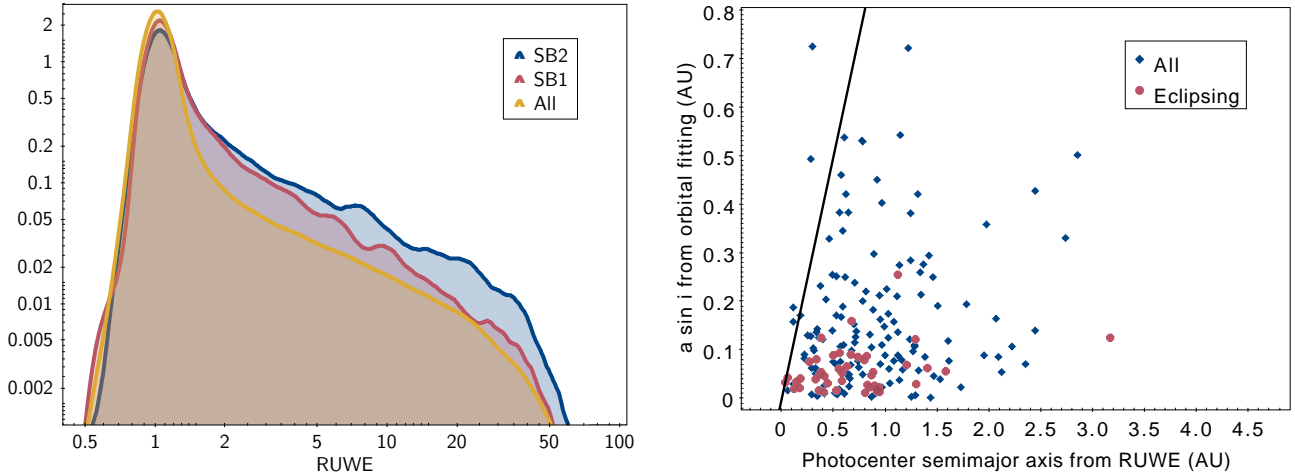 2
1
0.5
0.2
0.1
0.05
0.02
0.01
0.005
0.002
0.5 1 2 5 10 20 50 100
RUWE
SB2
SB1
All
0.8
0.7
0.6
0.5
0.4
0.3
0.2
0.1
0
a sin i from orbital fitting (AU)
0 0.5 1.0 1.5 2.0 2.5 3.0 3.5 4.0 4.5
Photocenter semimajor axis from RUWE (AU)
All
Eclipsing